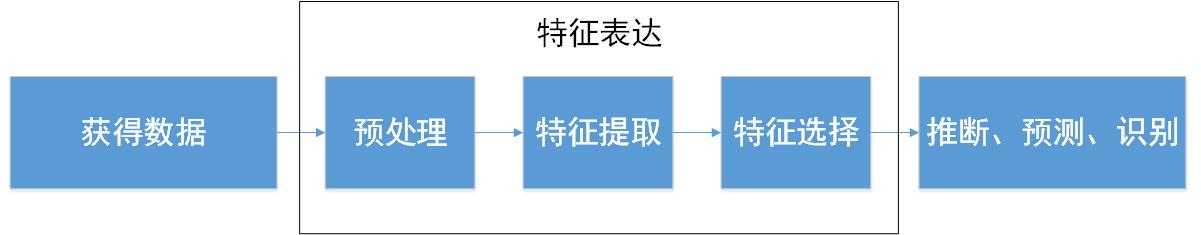 特征表达
获得数据
预处理
特征提取
特征选择
推断、预测、识别